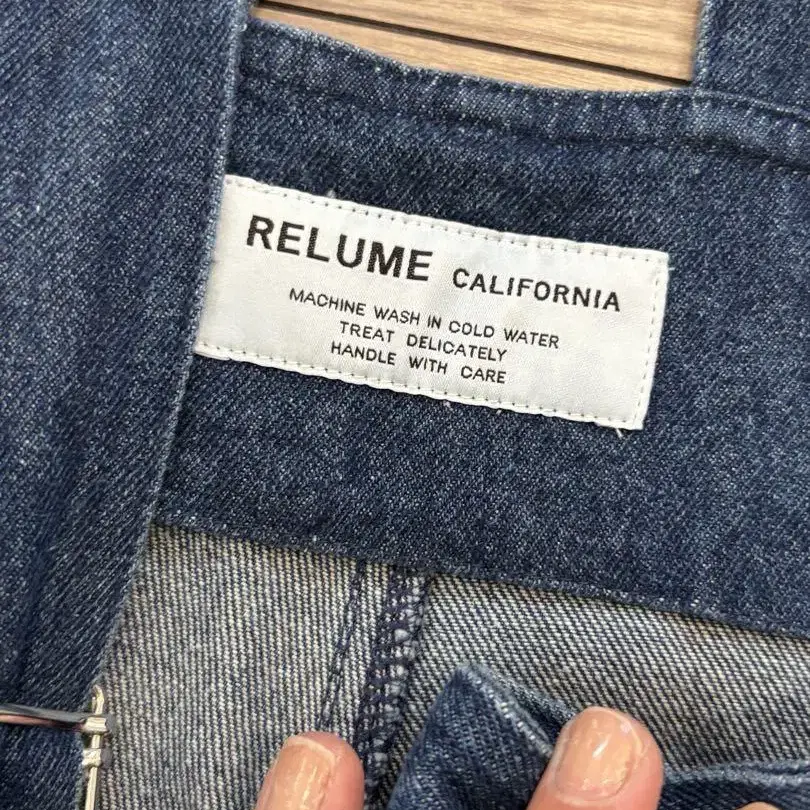 RELUME CALIFORNIA
MACHINE WASH IN COLD WATER
TREAT DELICATELY
HANDLE WITH CARE